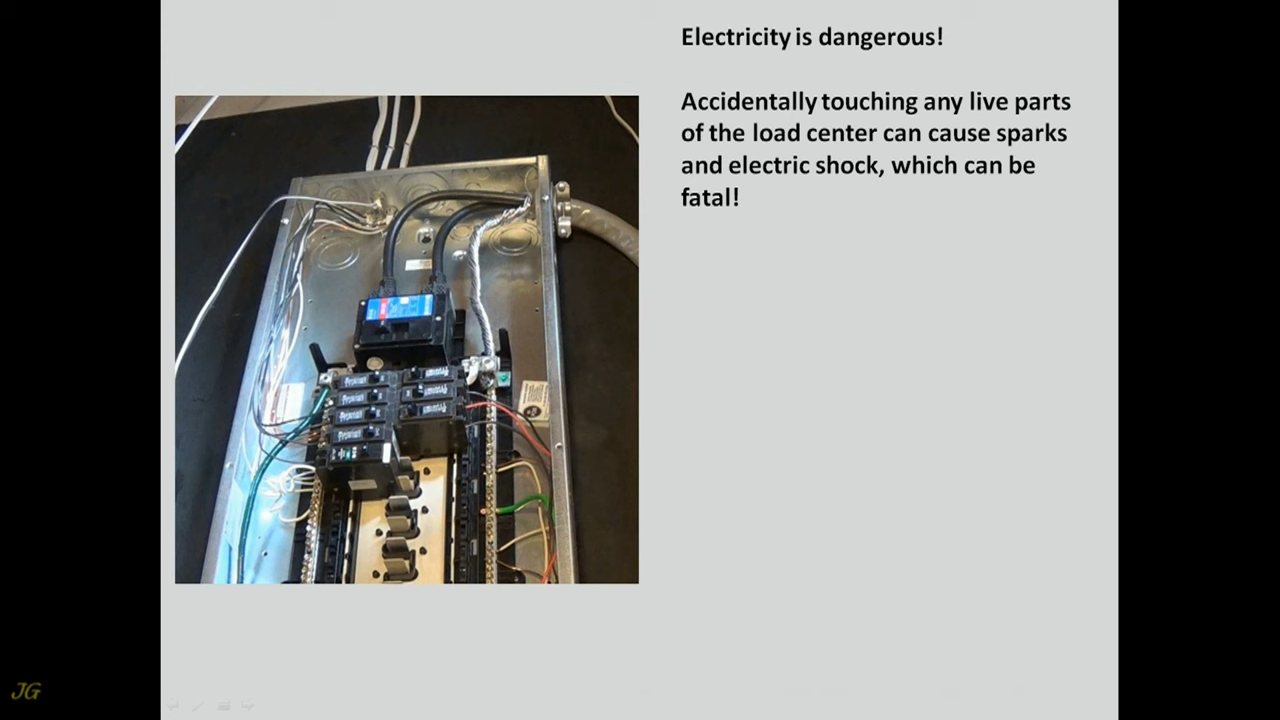 Electricity is dangerous!
Accidentally touching any live parts
of the load center can cause sparks
and electric shock, which can be
fatal!
JG